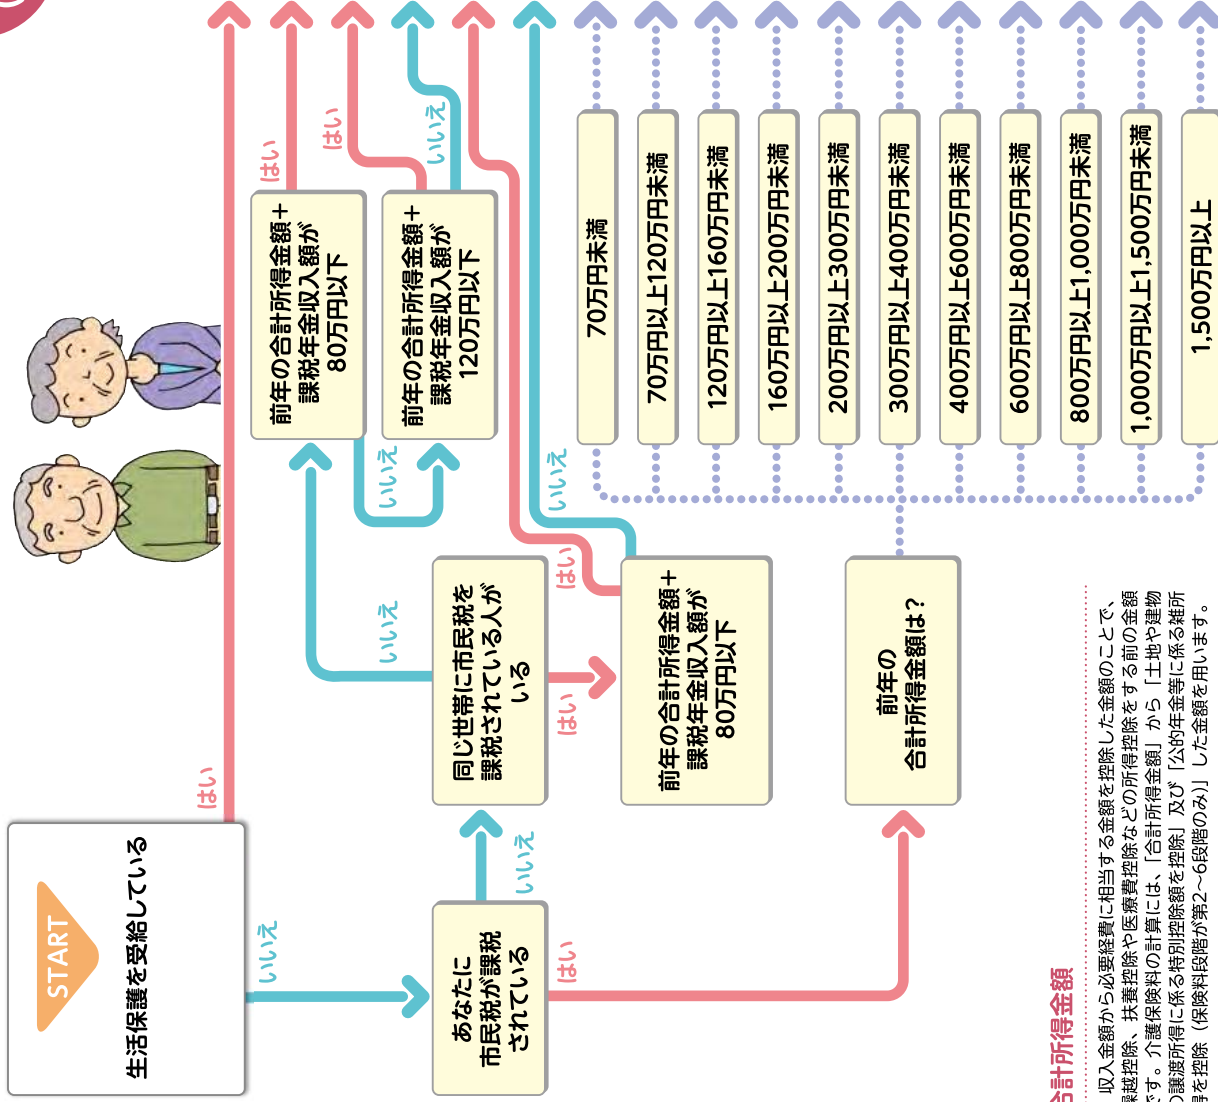 START
生活保護を受給している
はい
いいえ
あなたに
市民税が課税
されている
いいえ
はい
同じ世帯に市民税を
課税されている人が
いる
いいえ
はい
前年の合計所得金額＋
課税年金収入額が
80万円以下
はい
いいえ
前年の合計所得金額＋
課税年金収入額が
120万円以下
はい
いいえ
前年の合計所得金額＋
課税年金収入額が
80万円以下
はい
いいえ
前年の
合計所得金額は？
70万円未満
70万円以上120万円未満
120万円以上160万円未満
160万円以上200万円未満
200万円以上300万円未満
300万円以上400万円未満
400万円以上600万円未満
600万円以上800万円未満
800万円以上1,000万円未満
1,000万円以上1,500万円未満
1,500万円以上
合計所得金額
収入金額から必要経費に相当する金額を控除した金額のことで、
繰越控除、扶養控除や医療費控除などの所得控除をする前の金額
です。介護保険料の計算には、「合計所得金額」から「土地や建物
の譲渡所得に係る特別控除額を控除」及び「公的年金等に係る雑所
得を控除（保険料段階が第2～6段階のみ）」した金額を用います。